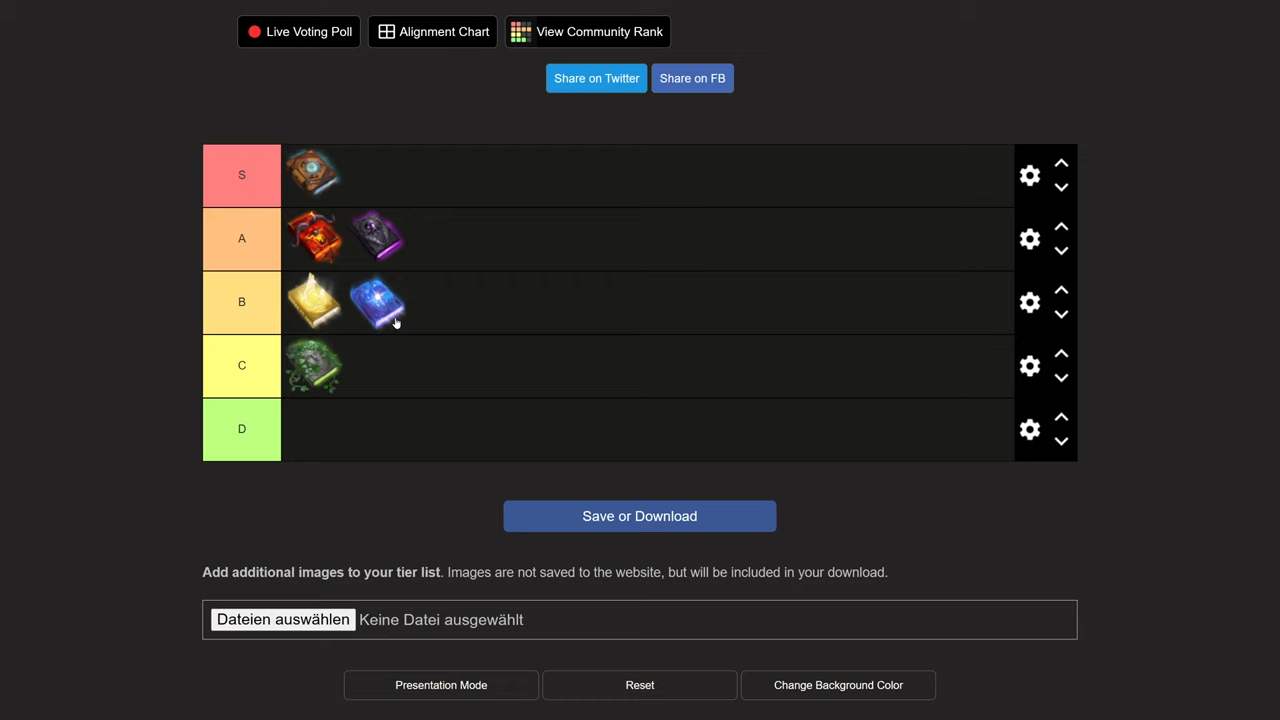 Live Voting Poll Alignment Chart View Community Rank
Share on Twitter Share on FB
S
A
B
C
D
Save or Download
Add additional images to your tier list. Images are not saved to the website, but will be included in your download.
Dateien auswählen Keine Datei ausgewählt
Presentation Mode Reset Change Background Color